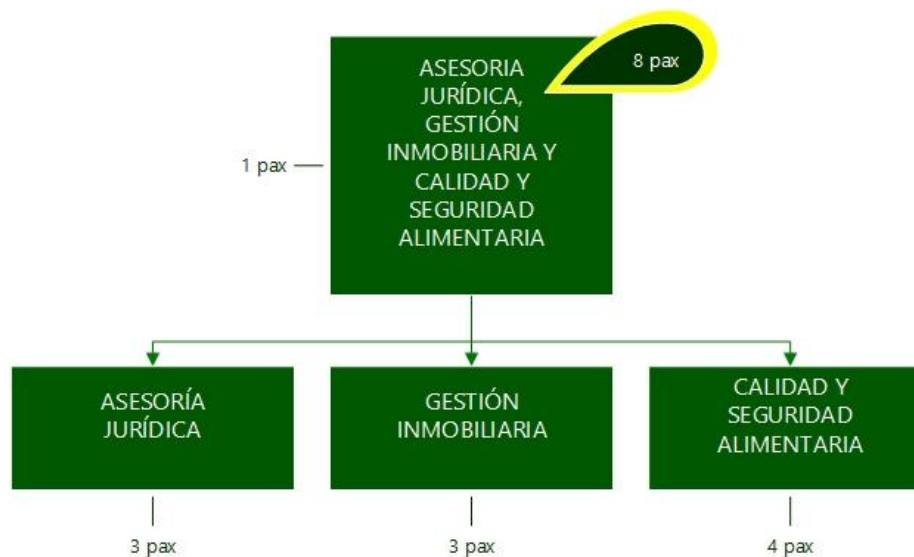 8 pax
ASESORIA
JURÍDICA,
GESTIÓN
INMOBILIARIA Y
CALIDAD Y
SEGURIDAD
ALIMENTARIA
1 pax
ASESORÍA
JURÍDICA
GESTIÓN
INMOBILIARIA
CALIDAD Y
SEGURIDAD
ALIMENTARIA
3 pax
3 pax
4 pax